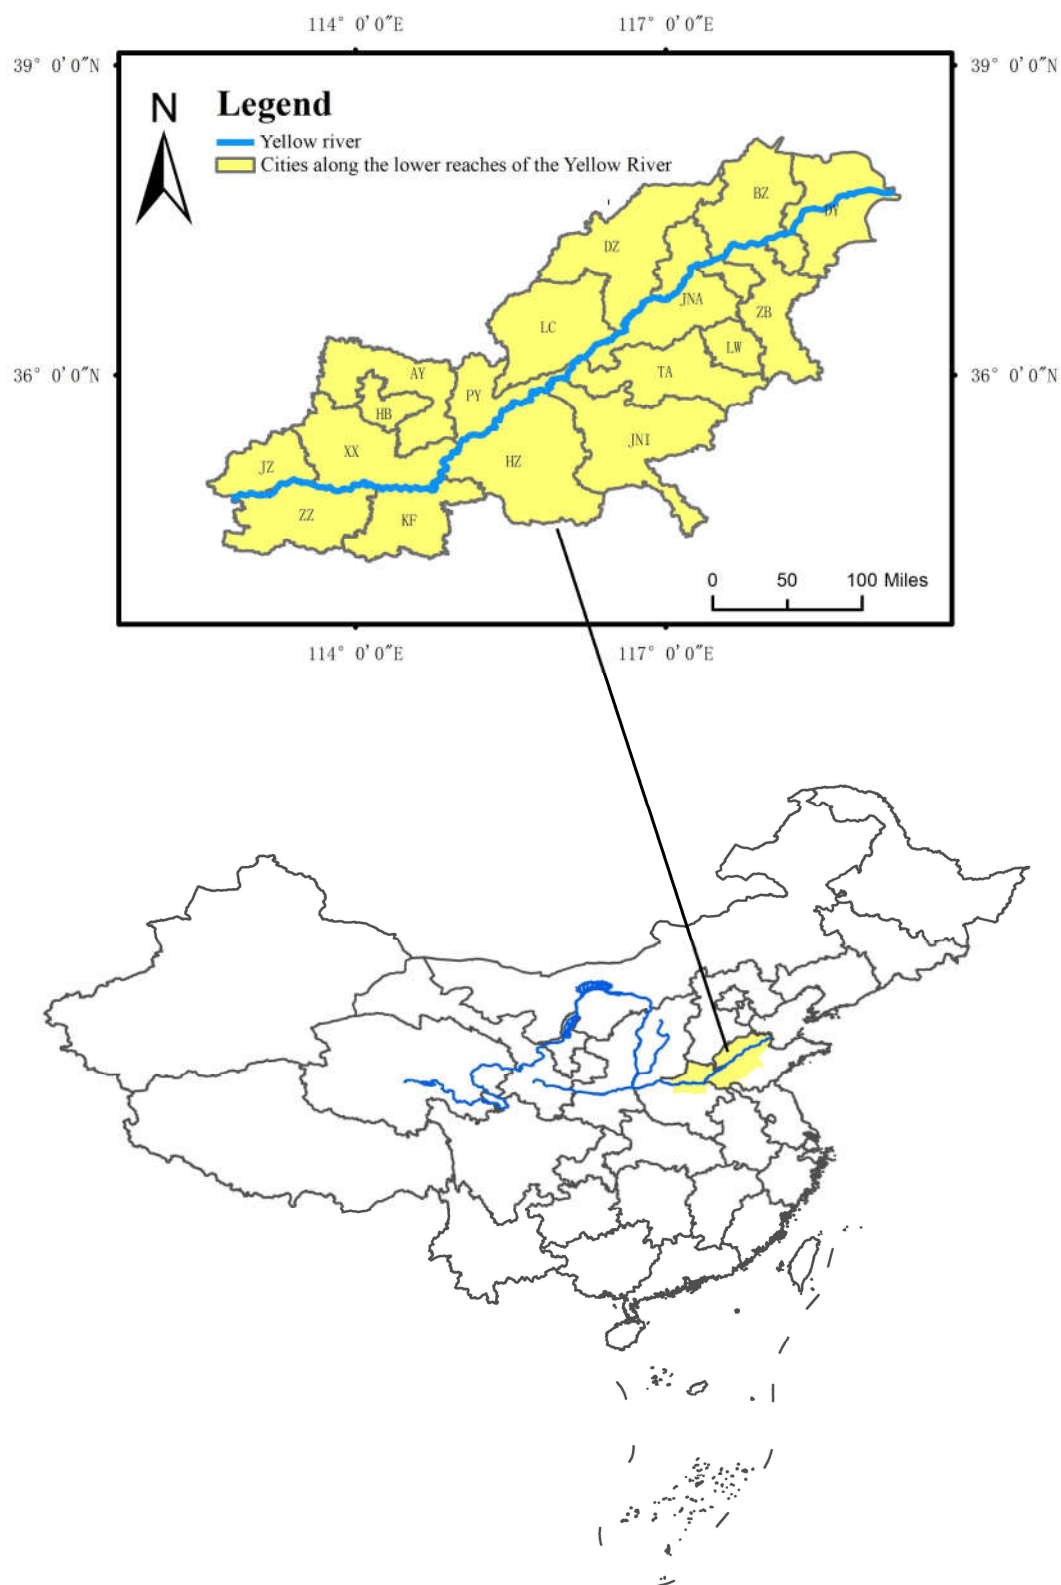 114° 0′0″E 117° 0′0″E
39° 0′0″N 39° 0′0″N
N
Legend
Yellow river
Cities along the lower reaches of the Yellow River
BZ
DY
DZ
JNA
ZB
LC
LW
36° 0′0″N 36° 0′0″N
AY
TA
PY
HB
JNI
XX
HZ
JZ
ZZ
KF
0 50 100 Miles
114° 0′0″E 117° 0′0″E